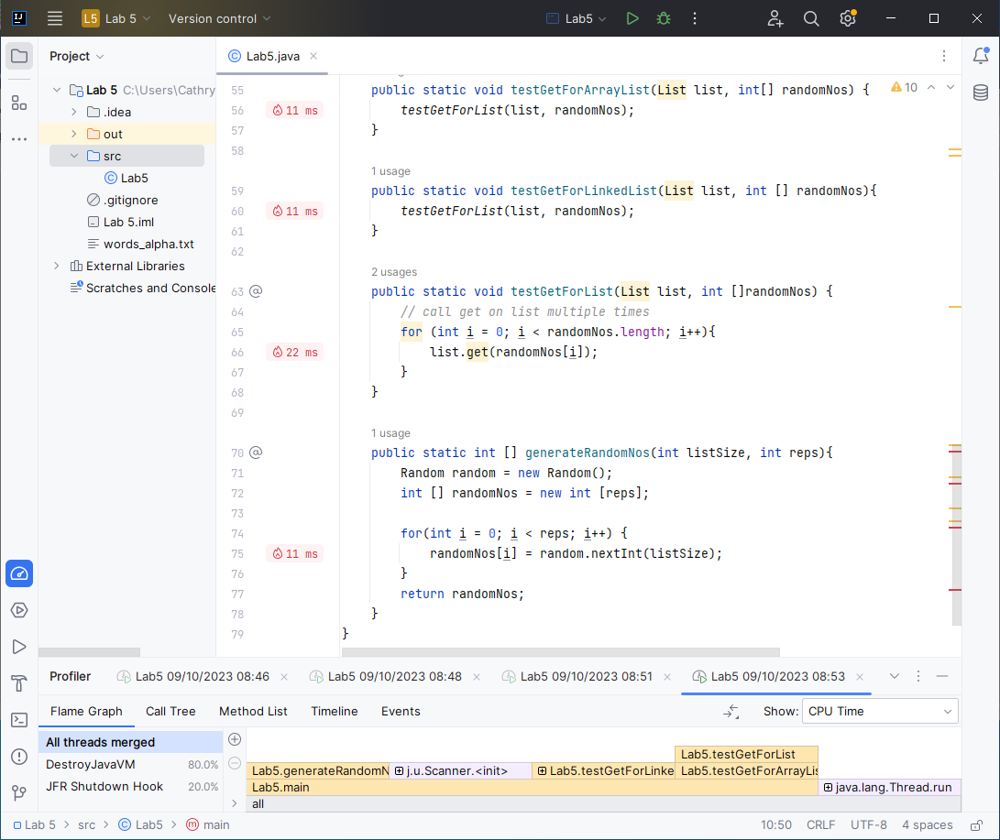 L5 Lab 5 Version control Lab5
Project
Lab5.java
Lab 5 C:\Users\Cathry
.idea
out
src
Lab5
.gitignore
Lab 5.iml
words_alpha.txt
External Libraries
Scratches and Console
10
55 public static void testGetForArrayList(List list, int[] randomNos) {
56 11 ms testGetForList(list, randomNos);
57 }
58
1 usage
59 public static void testGetForLinkedList(List list, int [] randomNos){
60 11 ms testGetForList(list, randomNos);
61 }
62
2 usages
63 @ public static void testGetForList(List list, int []randomNos) {
64 // call get on list multiple times
65 for (int i = 0; i < randomNos.length; i++){
66 22 ms list.get(randomNos[i]);
67 }
68 }
69
1 usage
70 @ public static int [] generateRandomNos(int listSize, int reps){
71 Random random = new Random();
72 int [] randomNos = new int [reps];
73
74 for(int i = 0; i < reps; i++) {
75 11 ms randomNos[i] = random.nextInt(listSize);
76 }
77 return randomNos;
78 }
79 }
Profiler Lab5 09/10/2023 08:46 Lab5 09/10/2023 08:48 Lab5 09/10/2023 08:51 Lab5 09/10/2023 08:53
Flame Graph Call Tree Method List Timeline Events Show: CPU Time
All threads merged
DestroyJavaVM 80.0%
JFR Shutdown Hook 20.0%
Lab5.testGetForList
Lab5.generateRandomN j.u.Scanner.<init> Lab5.testGetForLinke Lab5.testGetForArrayLis
Lab5.main java.lang.Thread.run
all
Lab 5 > src > Lab5 > main 10:50 CRLF UTF-8 4 spaces